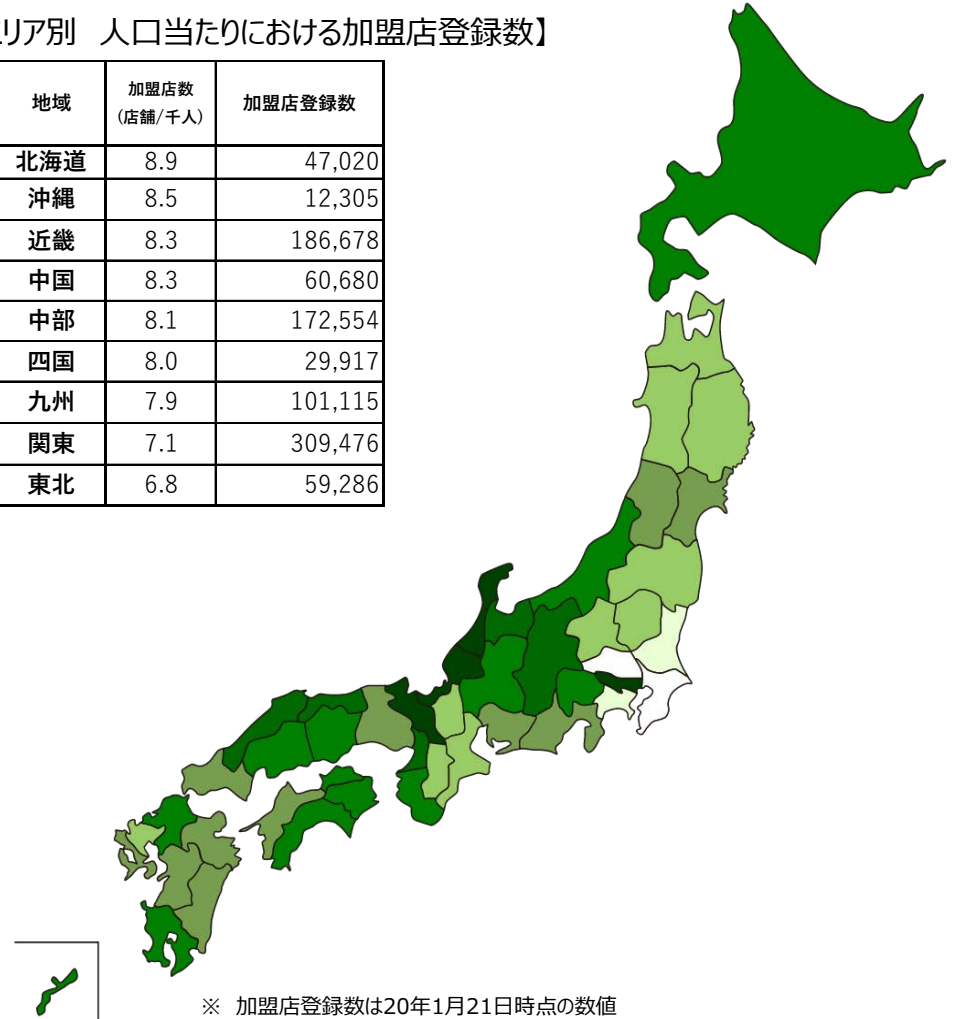 リア別 人口当たりにおける加盟店登録数】
地域 加盟店数 (店舗/千人) 加盟店登録数
北海道 8.9 47,020
沖縄 8.5 12,305
近畿 8.3 186,678
中国 8.3 60,680
中部 8.1 172,554
四国 8.0 29,917
九州 7.9 101,115
関東 7.1 309,476
東北 6.8 59,286
※ 加盟店登録数は20年1月21日時点の数値